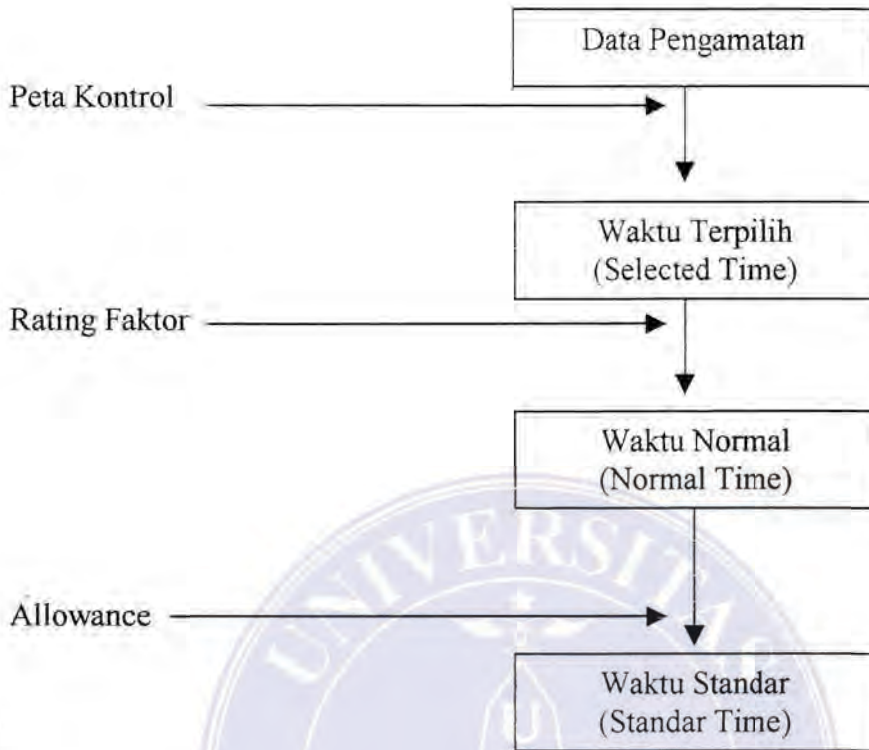 Data Pengamatan
Peta Kontrol
Waktu Terpilih
(Selected Time)
Rating Faktor
Waktu Normal
(Normal Time)
UNIVERSITAS
Allowance
Waktu Standar
(Standar Time)